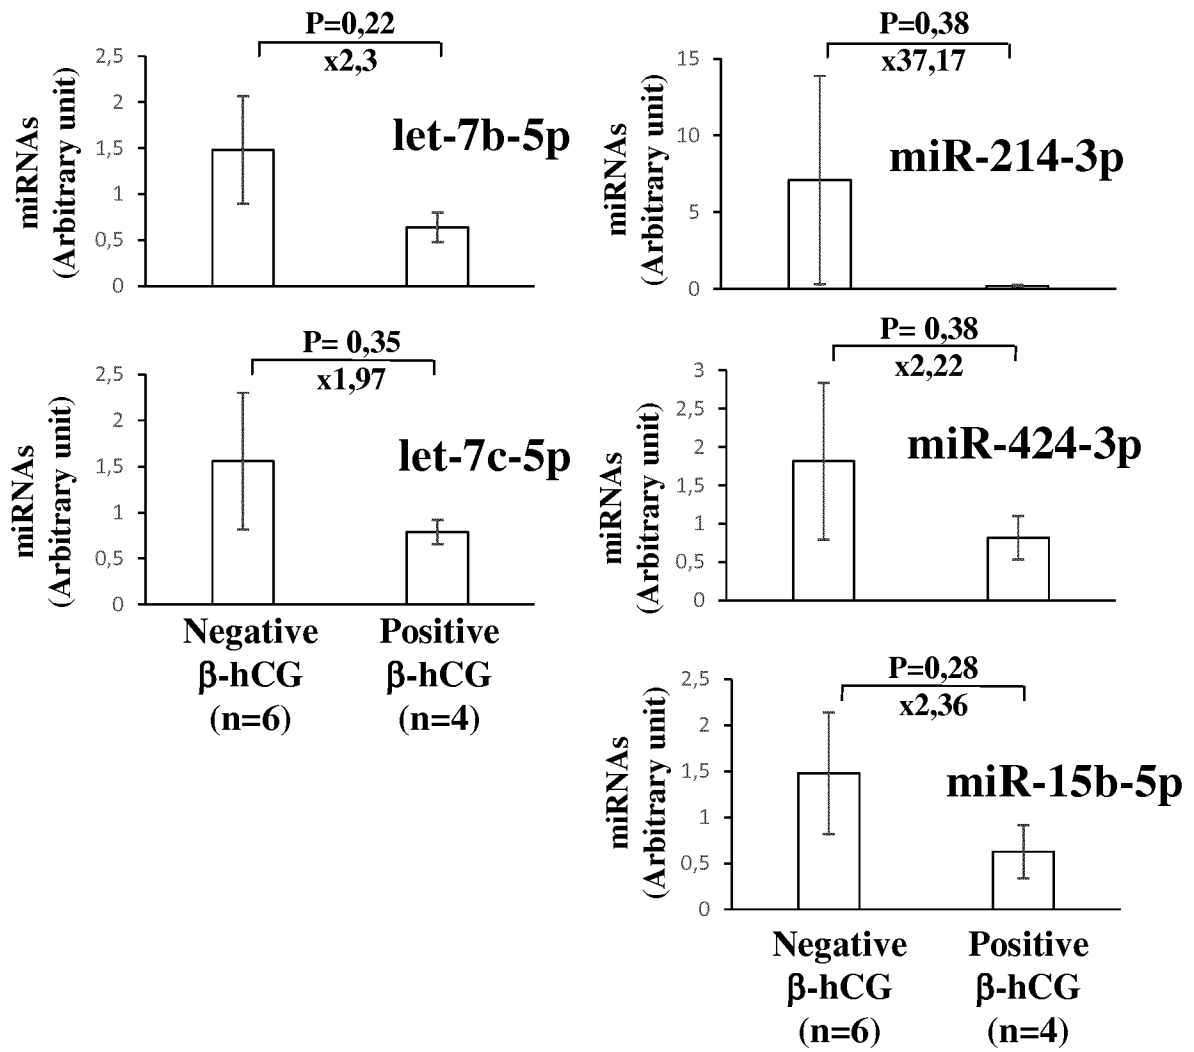 P=0,22
x2,3
2,5
2
1,5
1
0,5
0
miRNAs
(Arbitrary unit)
let-7b-5p
P=0,38
x37,17
15
10
5
0
miRNAs
(Arbitrary unit)
miR-214-3p
P= 0,35
x1,97
2,5
2
1,5
1
0,5
0
miRNAs
(Arbitrary unit)
let-7c-5p
Negative
β-hCG
(n=6)
Positive
β-hCG
(n=4)
P= 0,38
x2,22
3
2,5
2
1,5
1
0,5
0
miRNAs
(Arbitrary unit)
miR-424-3p
P=0,28
x2,36
2,5
2
1,5
1
0,5
0
miRNAs
(Arbitrary unit)
miR-15b-5p
Negative
β-hCG
(n=6)
Positive
β-hCG
(n=4)